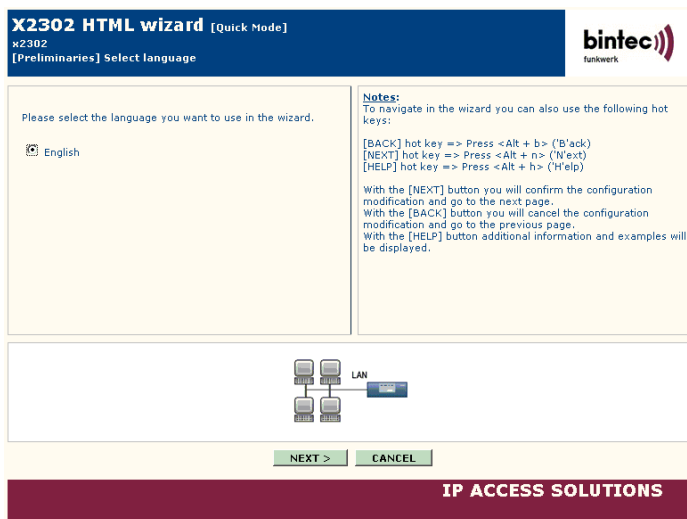 X2302 HTML wizard [Quick Mode]
x2302
[Preliminaries] Select language
bintec
funkwerk
Please select the language you want to use in the wizard.
English
Notes:
To navigate in the wizard you can also use the following hot
keys:
[BACK] hot key => Press <Alt + b> ('B'ack)
[NEXT] hot key => Press <Alt + n> ('N'ext)
[HELP] hot key => Press <Alt + h> ('H'elp)
With the [NEXT] button you will confirm the configuration
modification and go to the next page.
With the [BACK] button you will cancel the configuration
modification and go to the previous page.
With the [HELP] button additional information and examples will
be displayed.
LAN
NEXT >
CANCEL
IP ACCESS SOLUTIONS